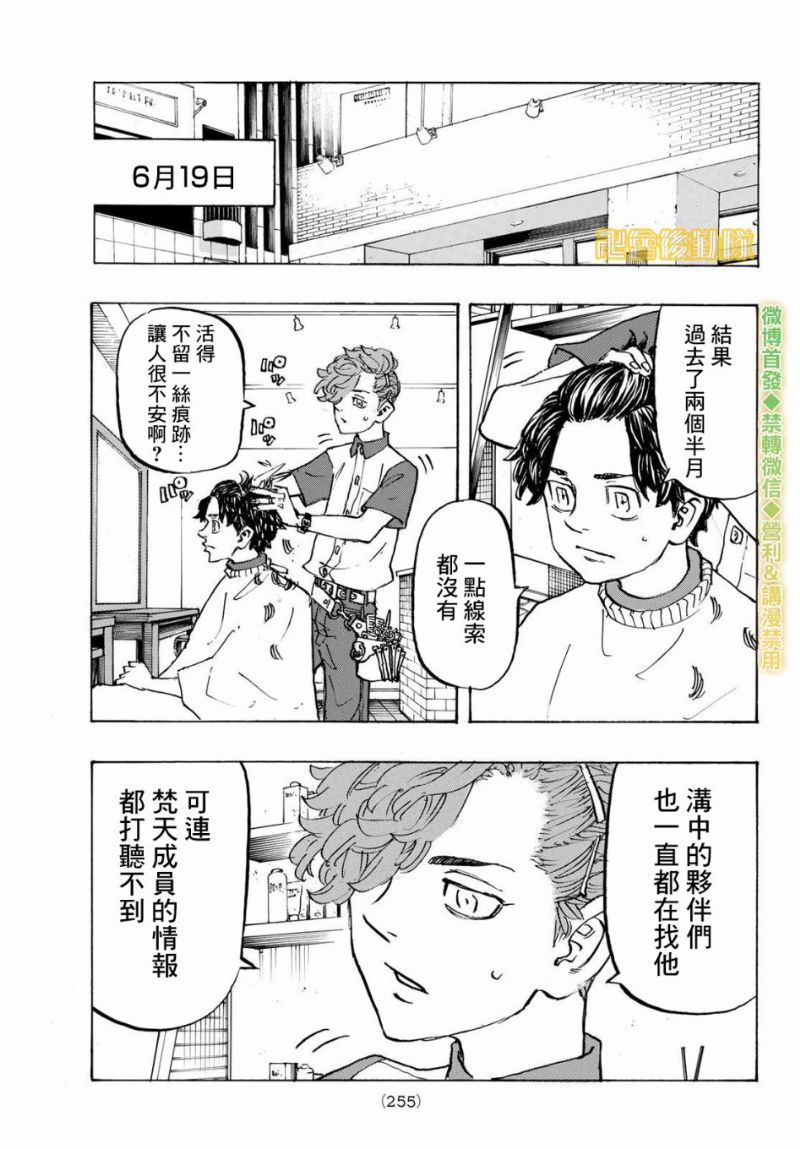 6月19日
卍會後勤隊
結果
過去了兩個半月
一點線索
都沒有
活得
不留一絲痕跡…
讓人很不安啊?
溝中的夥伴們
也一直都在找他
可連
梵天成員的情報
都打聽不到
微博首發◆禁轉微信◆營利&講漫禁用
(255)